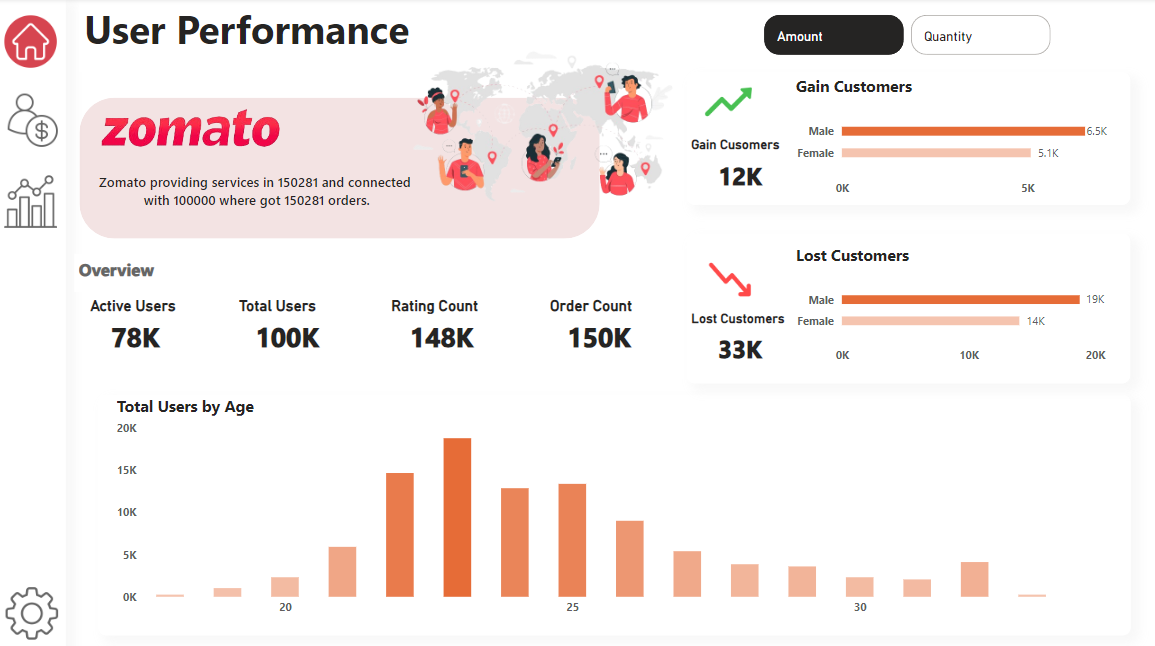 User Performance
Amount
Quantity
zomato
Zomato providing services in 150281 and connected
with 100000 where got 150281 orders.
Gain Cusomers
12K
Gain Customers
Male
6.5K
Female
5.1K
0K
5K
Lost Customers
33K
Lost Customers
Male
19K
Female
14K
0K
10K
20K
Overview
Active Users
78K
Total Users
100K
Rating Count
148K
Order Count
150K
Total Users by Age
20K
15K
10K
5K
0K
20
25
30